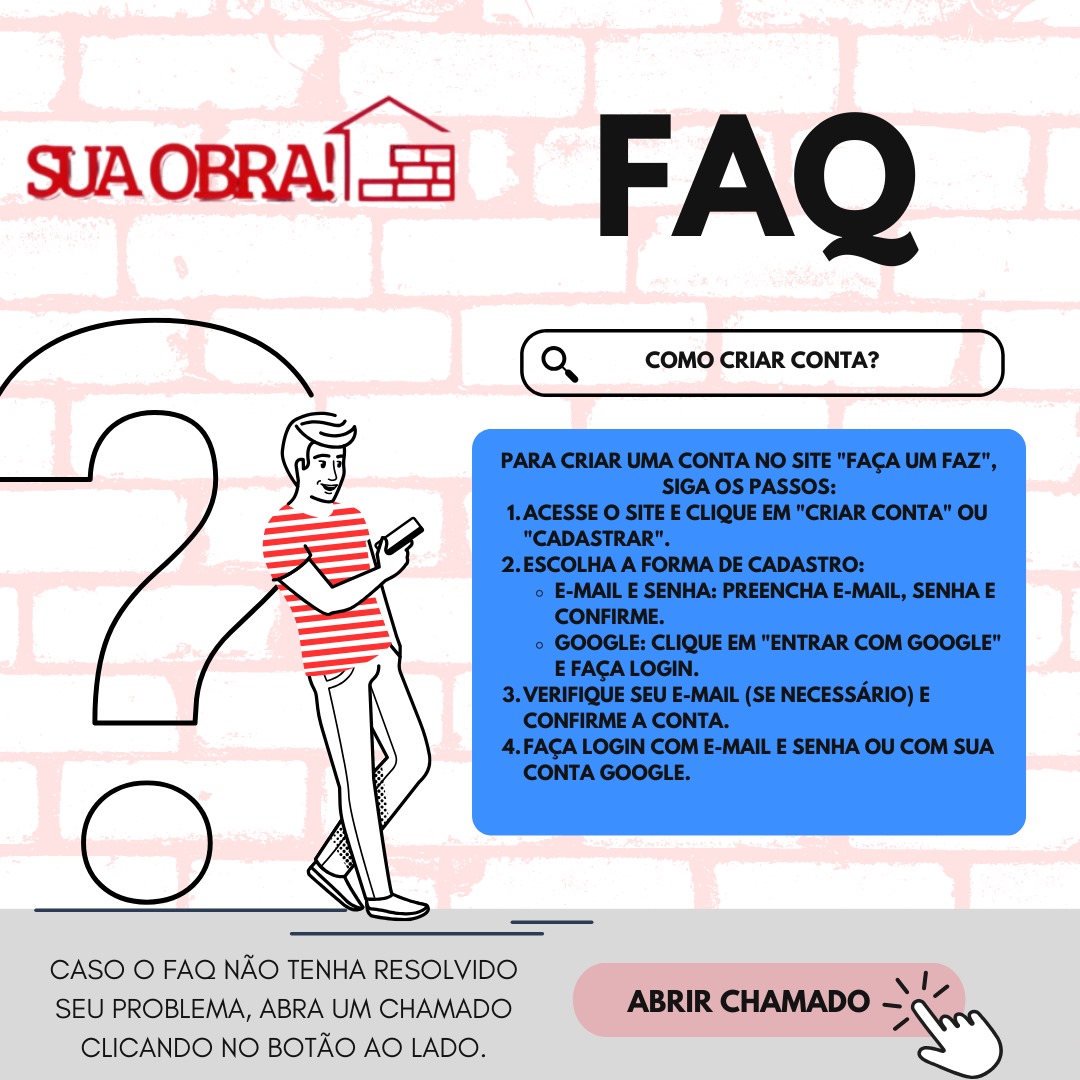 SUA OBRA!
FAQ
COMO CRIAR CONTA?
PARA CRIAR UMA CONTA NO SITE "FAÇA UM FAZ",
SIGA OS PASSOS:
1. ACESSE O SITE E CLIQUE EM "CRIAR CONTA" OU
"CADASTRAR".
2. ESCOLHA A FORMA DE CADASTRO:
◦ E-MAIL E SENHA: PREENCHA E-MAIL, SENHA E
CONFIRME.
◦ GOOGLE: CLIQUE EM "ENTRAR COM GOOGLE"
E FAÇA LOGIN.
3. VERIFIQUE SEU E-MAIL (SE NECESSÁRIO) E
CONFIRME A CONTA.
4. FAÇA LOGIN COM E-MAIL E SENHA OU COM SUA
CONTA GOOGLE.
CASO O FAQ NÃO TENHA RESOLVIDO
SEU PROBLEMA, ABRA UM CHAMADO
CLICANDO NO BOTÃO AO LADO.
ABRIR CHAMADO